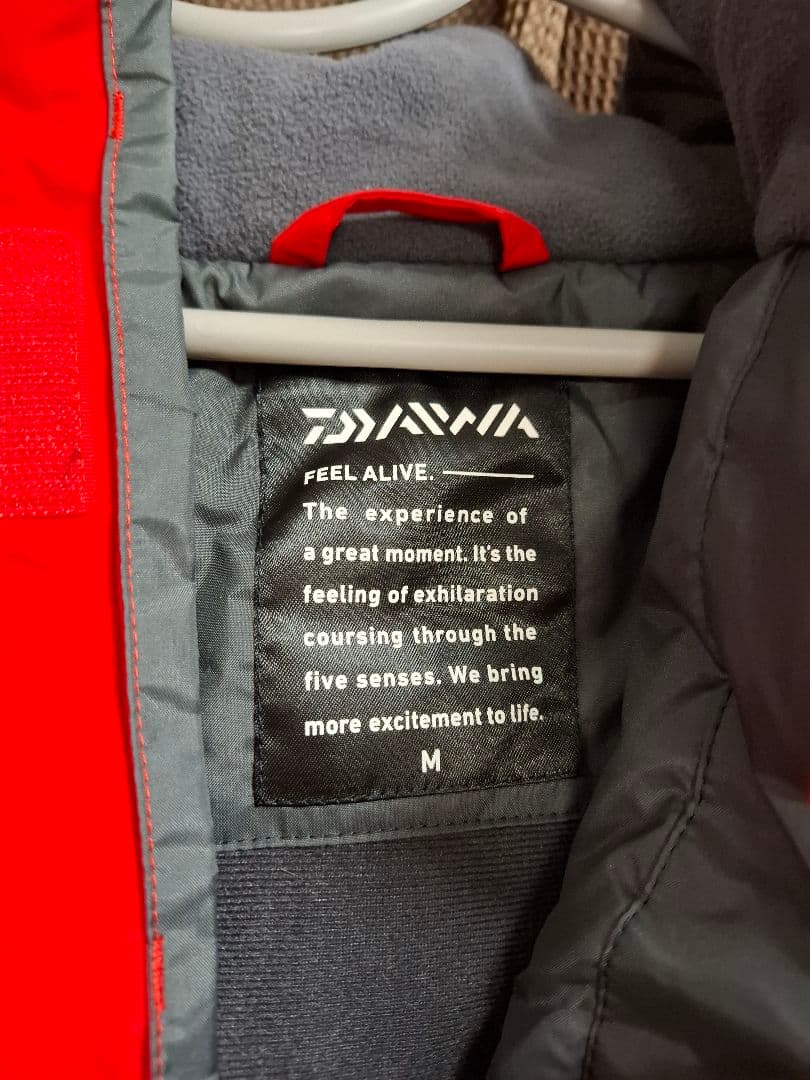 DAIWA
FEEL ALIVE.
The experience of
a great moment. It's the
feeling of exhilaration
coursing through the
five senses. We bring
more excitement to life.
M